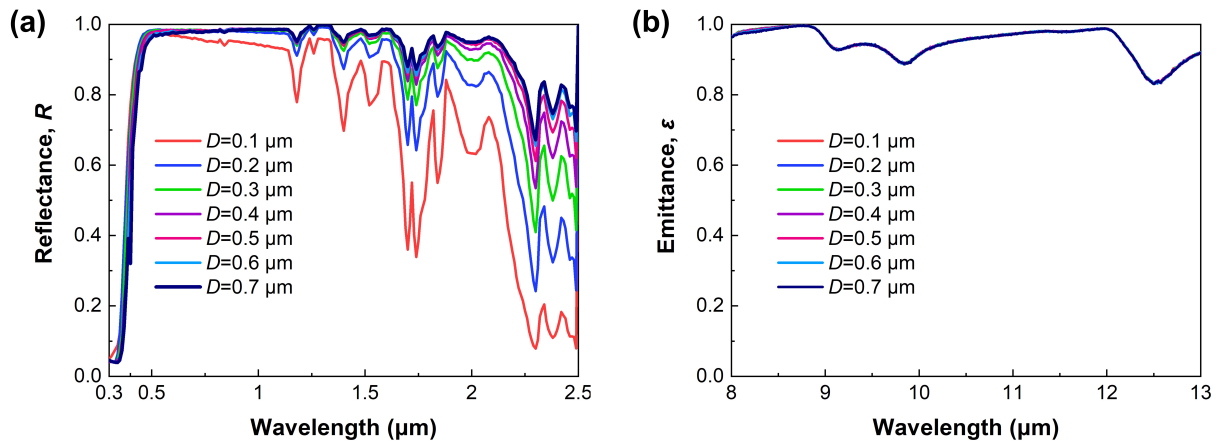 (a)
1.0
0.8
0.6
0.4
0.2
0.0
Reflectance, R
D=0.1 μm
D=0.2 μm
D=0.3 μm
D=0.4 μm
D=0.5 μm
D=0.6 μm
D=0.7 μm
0.3 0.5 1 1.5 2 2.5
Wavelength (μm)
(b)
1.0
0.8
0.6
0.4
0.2
0.0
Emittance, ε
D=0.1 μm
D=0.2 μm
D=0.3 μm
D=0.4 μm
D=0.5 μm
D=0.6 μm
D=0.7 μm
8 9 10 11 12 13
Wavelength (μm)